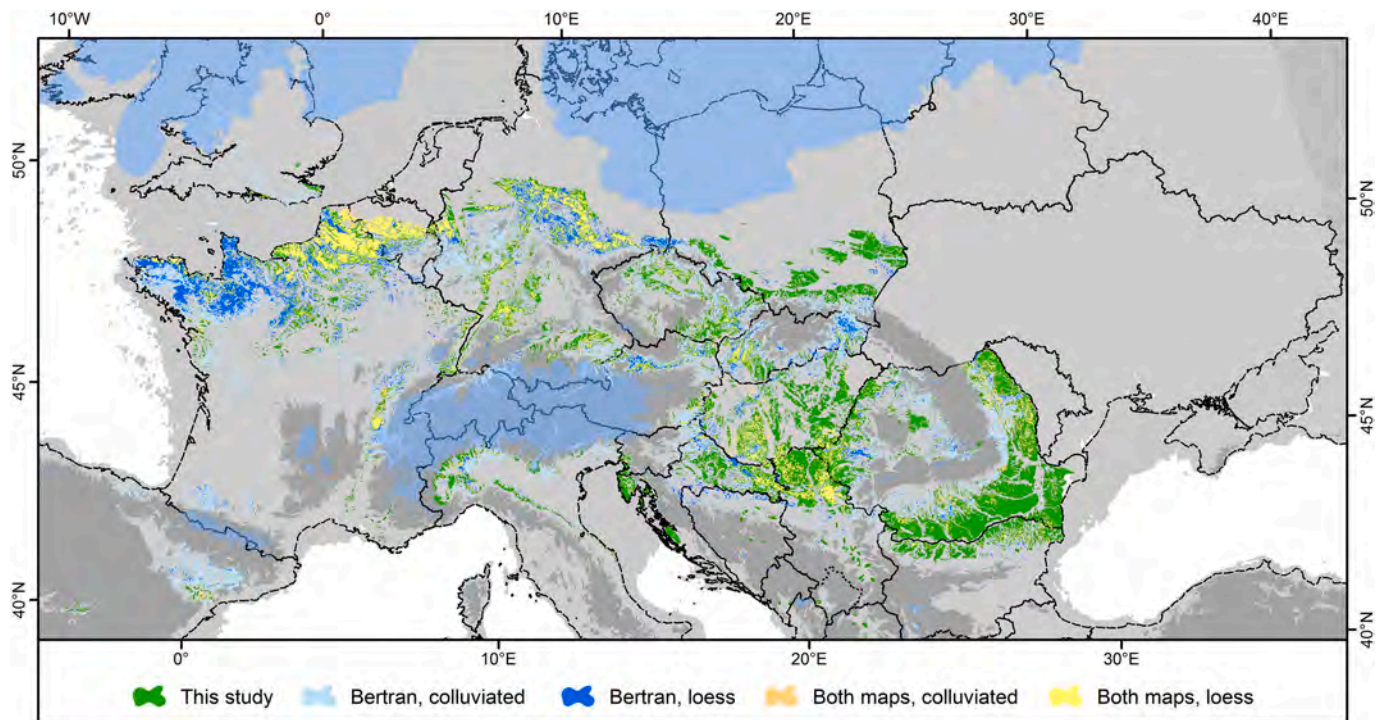 10°W 0° 10°E 20°E 30°E 40°E
50°N 50°N
45°N 45°N
40°N 40°N
0° 10°E 20°E 30°E
This study Bertran, colluviated Bertran, loess Both maps, colluviated Both maps, loess